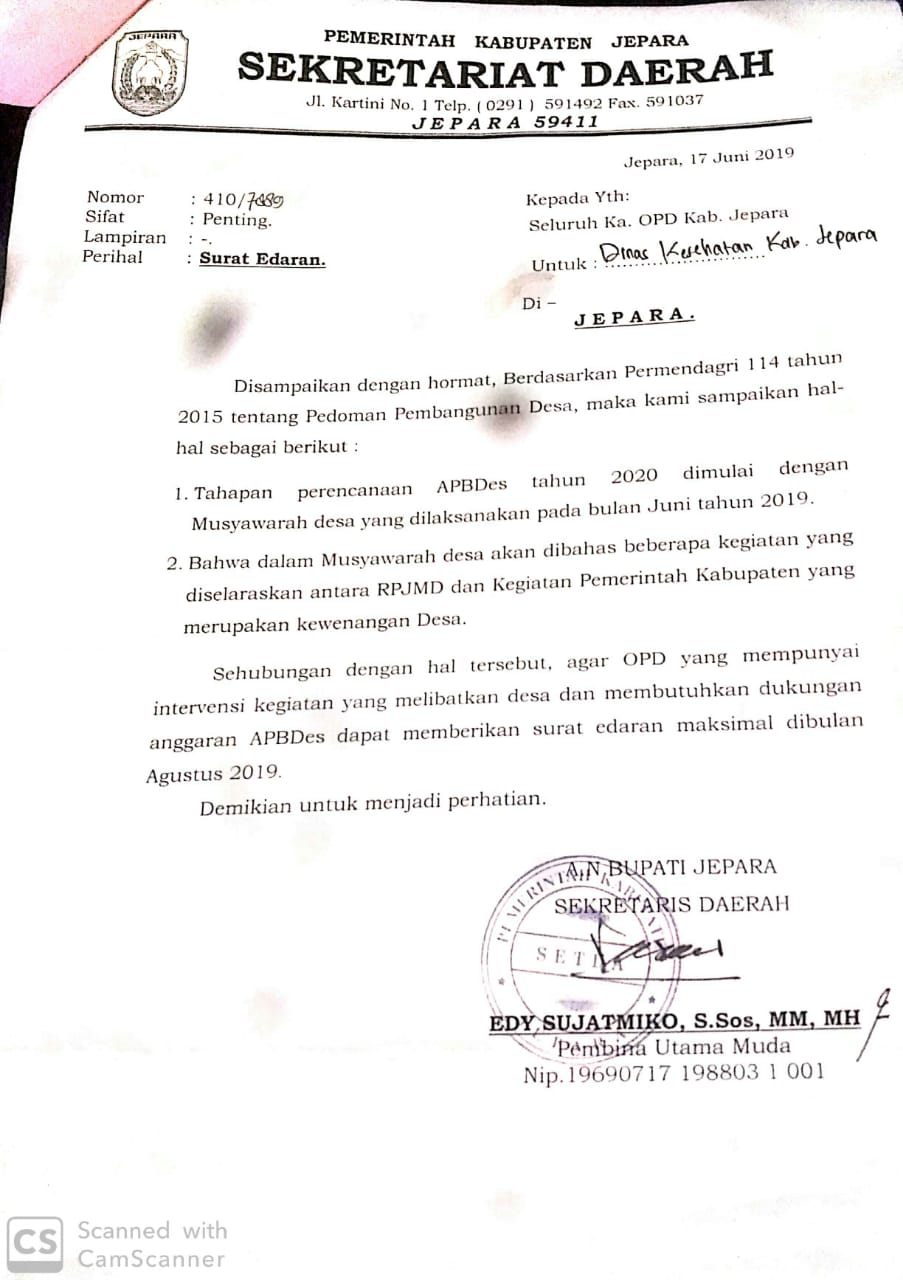 JEPARA
PEMERINTAH KABUPATEN JEPARA
SEKRETARIAT DAERAH
Jl. Kartini No. 1 Telp. ( 0291 ) 591492 Fax. 591037
JEPARA 59411
Jepara, 17 Juni 2019
Nomor : 410/
Sifat : Penting.
Lampiran : -.
Perihal : Surat Edaran.
Kepada Yth:
Seluruh Ka. OPD Kab. Jepara
Untuk : Dinas Kesehatan Kab. Jepara
Di –
JEPARA.
Disampaikan dengan hormat, Berdasarkan Permendagri 114 tahun
2015 tentang Pedoman Pembangunan Desa, maka kami sampaikan hal-
hal sebagai berikut :
1. Tahapan perencanaan APBDes tahun 2020 dimulai dengan
Musyawarah desa yang dilaksanakan pada bulan Juni tahun 2019.
2. Bahwa dalam Musyawarah desa akan dibahas beberapa kegiatan yang
diselaraskan antara RPJMD dan Kegiatan Pemerintah Kabupaten yang
merupakan kewenangan Desa.
Sehubungan dengan hal tersebut, agar OPD yang mempunyai
intervensi kegiatan yang melibatkan desa dan membutuhkan dukungan
anggaran APBDes dapat memberikan surat edaran maksimal dibulan
Agustus 2019.
Demikian untuk menjadi perhatian.
A.N BUPATI JEPARA
SEKRETARIS DAERAH
PEMERINTAH KABUPATEN
SETDA
EDY SUJATMIKO, S.Sos, MM, MH
Pembina Utama Muda
Nip.19690717 198803 1 001
CS Scanned with
CamScanner